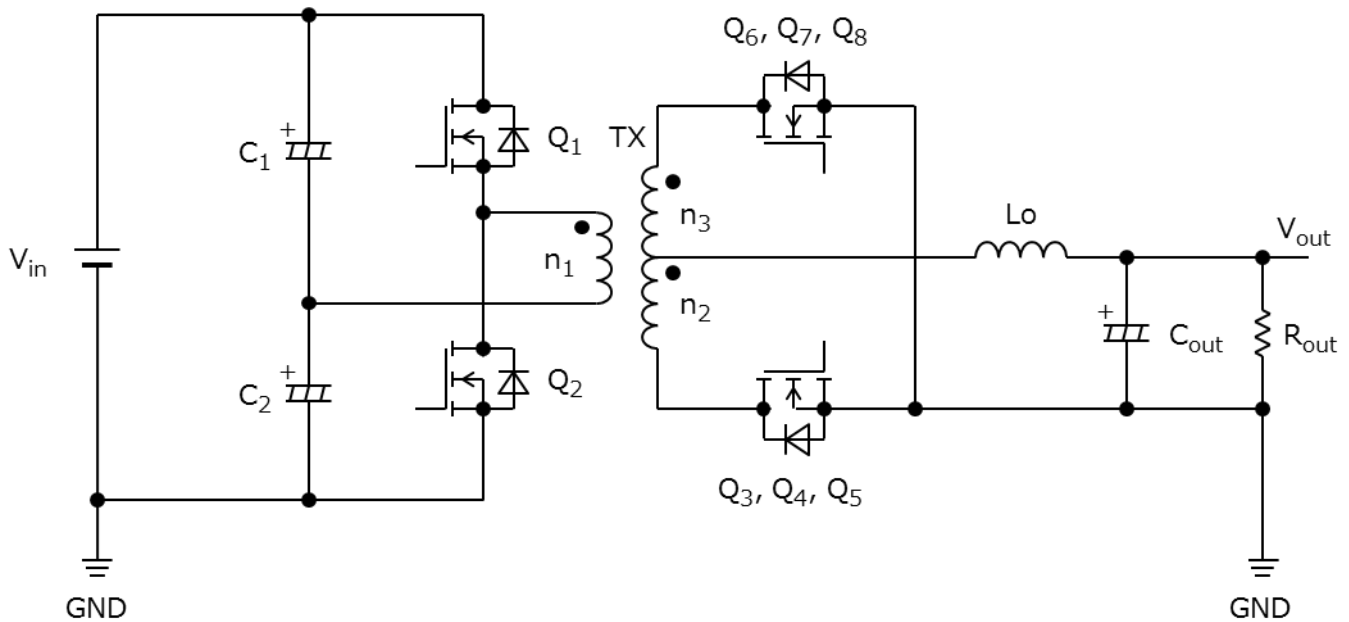 Q6, Q7, Q8
+
C1
Q1
TX
n3
Lo
Vout
Vin
n1
n2
+
C2
Q2
+
Cout
Rout
Q3, Q4, Q5
GND
GND